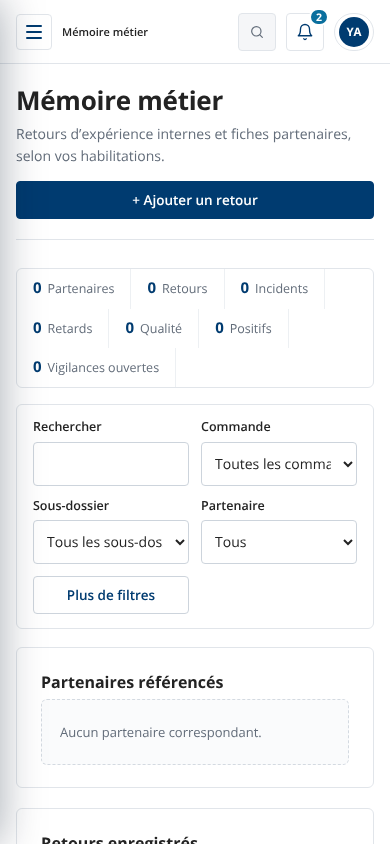 Mémoire métier
2
YA
Mémoire métier
Retours d'expérience internes et fiches partenaires,
selon vos habilitations.
+ Ajouter un retour
0 Partenaires 0 Retours 0 Incidents
0 Retards 0 Qualité 0 Positifs
0 Vigilances ouvertes
Rechercher Commande
Toutes les comma
Sous-dossier Partenaire
Tous les sous-dos Tous
Plus de filtres
Partenaires référencés
Aucun partenaire correspondant.
Retours enregistrés